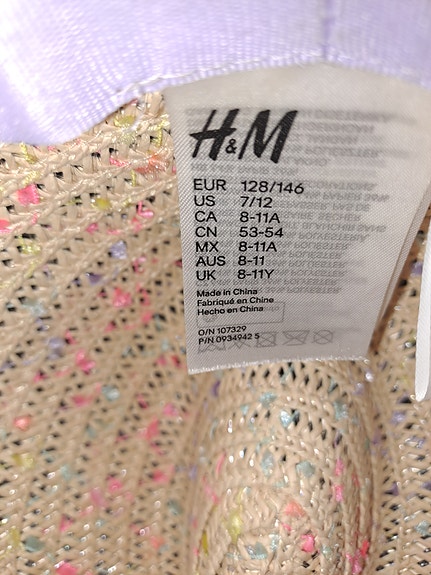 H&M
EUR 128/146
US 7/12
CA 8-11A
CN 53-54
MX 8-11A
AUS 8-11
UK 8-11Y
Made in China
Fabriqué en Chine
Hecho en China
O/N 107329
P/N 0934942 5